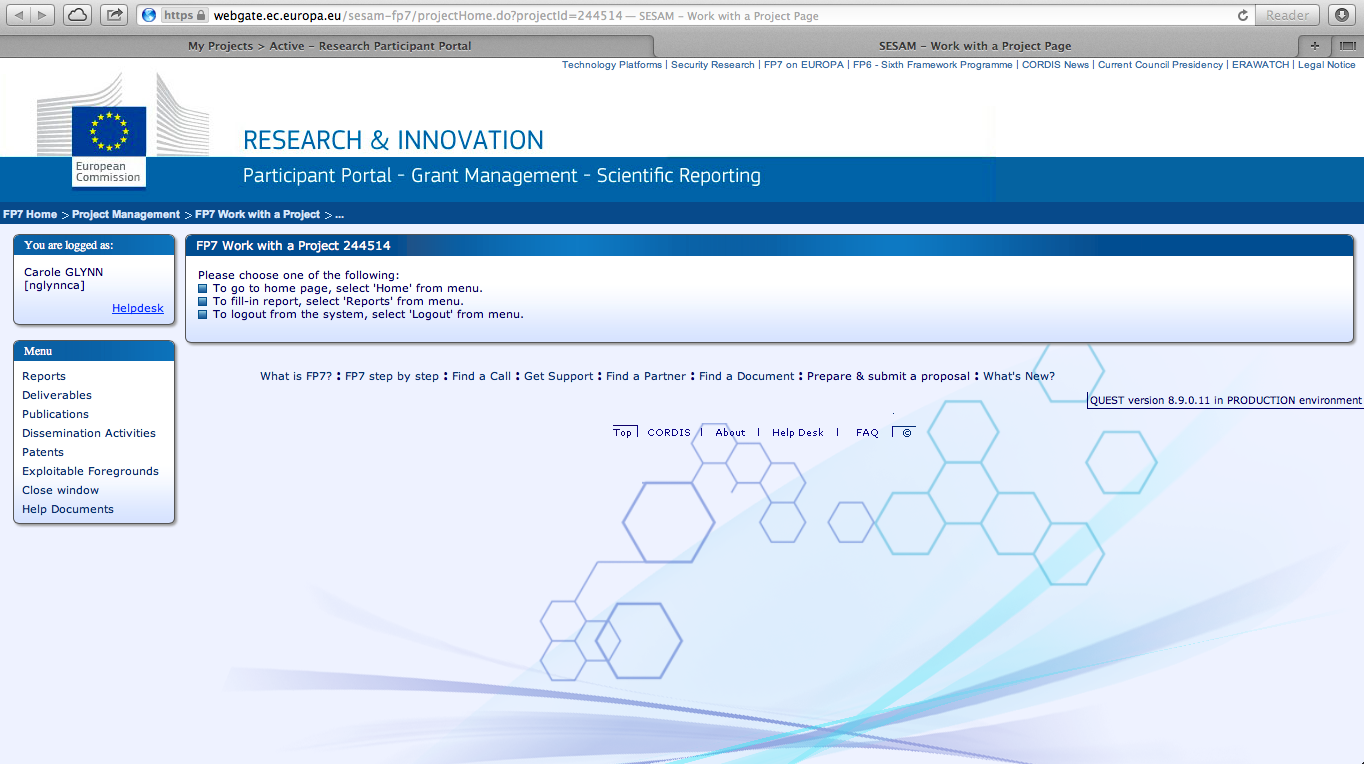 https webgate.ec.europa.eu/sesam-fp7/projectHome.do?projectId=244514 — SESAM – Work with a Project Page Reader
My Projects > Active – Research Participant Portal SESAM – Work with a Project Page
Technology Platforms | Security Research | FP7 on EUROPA | FP6 - Sixth Framework Programme | CORDIS News | Current Council Presidency | ERAWATCH | Legal Notice
RESEARCH & INNOVATION
European
Commission
Participant Portal - Grant Management - Scientific Reporting
FP7 Home > Project Management > FP7 Work with a Project > ...
You are logged as:
Carole GLYNN
[nglynnca]
Helpdesk
FP7 Work with a Project 244514
Please choose one of the following:
To go to home page, select 'Home' from menu.
To fill-in report, select 'Reports' from menu.
To logout from the system, select 'Logout' from menu.
Menu
Reports
Deliverables
Publications
Dissemination Activities
Patents
Exploitable Foregrounds
Close window
Help Documents
What is FP7? : FP7 step by step : Find a Call : Get Support : Find a Partner : Find a Document : Prepare & submit a proposal : What's New?
QUEST version 8.9.0.11 in PRODUCTION environment
Top | CORDIS | About | Help Desk | FAQ | ©